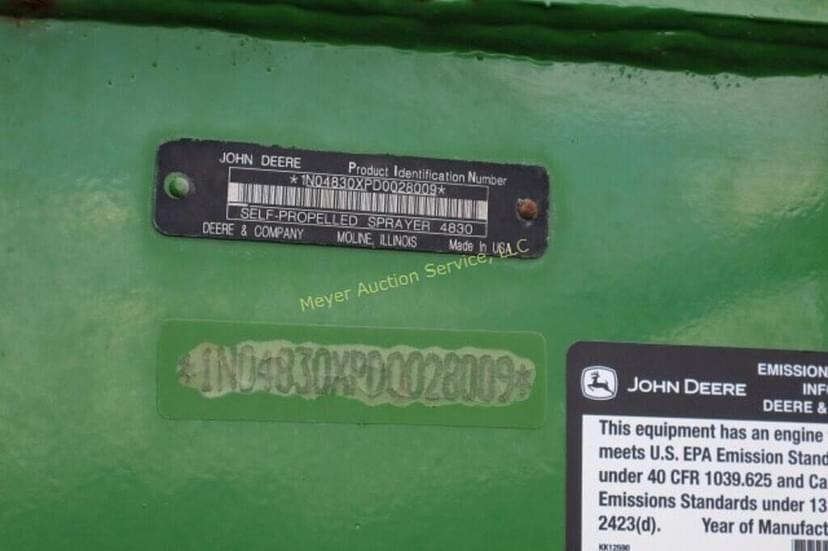 JOHN DEERE Product Identification Number
*1N04830XPD0028009*
SELF-PROPELLED SPRAYER 4830
DEERE & COMPANY MOLINE, ILLINOIS Made In USA
Meyer Auction Service, LLC
*1N04830XPD0028009*
JOHN DEERE
EMISSION
INF
DEERE &
This equipment has an engine
meets U.S. EPA Emission Stand
under 40 CFR 1039.625 and Ca
Emissions Standards under 13
2423(d). Year of Manufact
KK12590